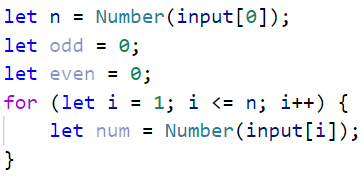 let n = Number(input[0]);
let odd = 0;
let even = 0;
for (let i = 1; i <= n; i++) {
    let num = Number(input[i]);
}